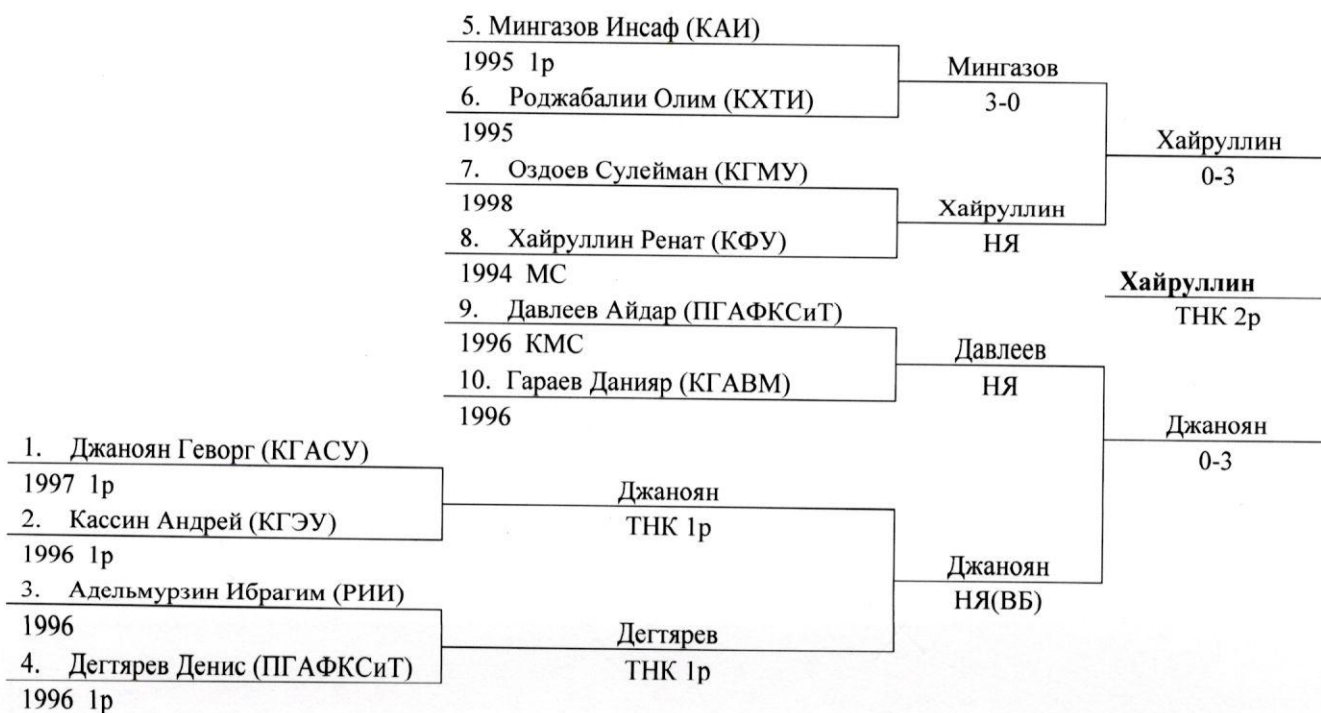 5. Мингазов Инсаф (КАИ)
1995 1р
Мингазов
6. Роджабалии Олим (КХТИ)
3-0
1995
Хайруллин
7. Оздоев Сулейман (КГМУ)
0-3
1998
Хайруллин
8. Хайруллин Ренат (КФУ)
НЯ
1994 МС
Хайруллин
9. Давлеев Айдар (ПГАФКСиТ)
ТНК 2р
1996 КМС
Давлеев
10. Гараев Данияр (КГАВМ)
НЯ
1996
Джаноян
1. Джаноян Геворг (КГАСУ)
0-3
1997 1р
Джаноян
2. Кассин Андрей (КГЭУ)
ТНК 1р
1996 1р
Джаноян
3. Адельмурзин Ибрагим (РИИ)
НЯ(ВБ)
1996
Дегтярев
4. Дегтярев Денис (ПГАФКСиТ)
ТНК 1р
1996 1р